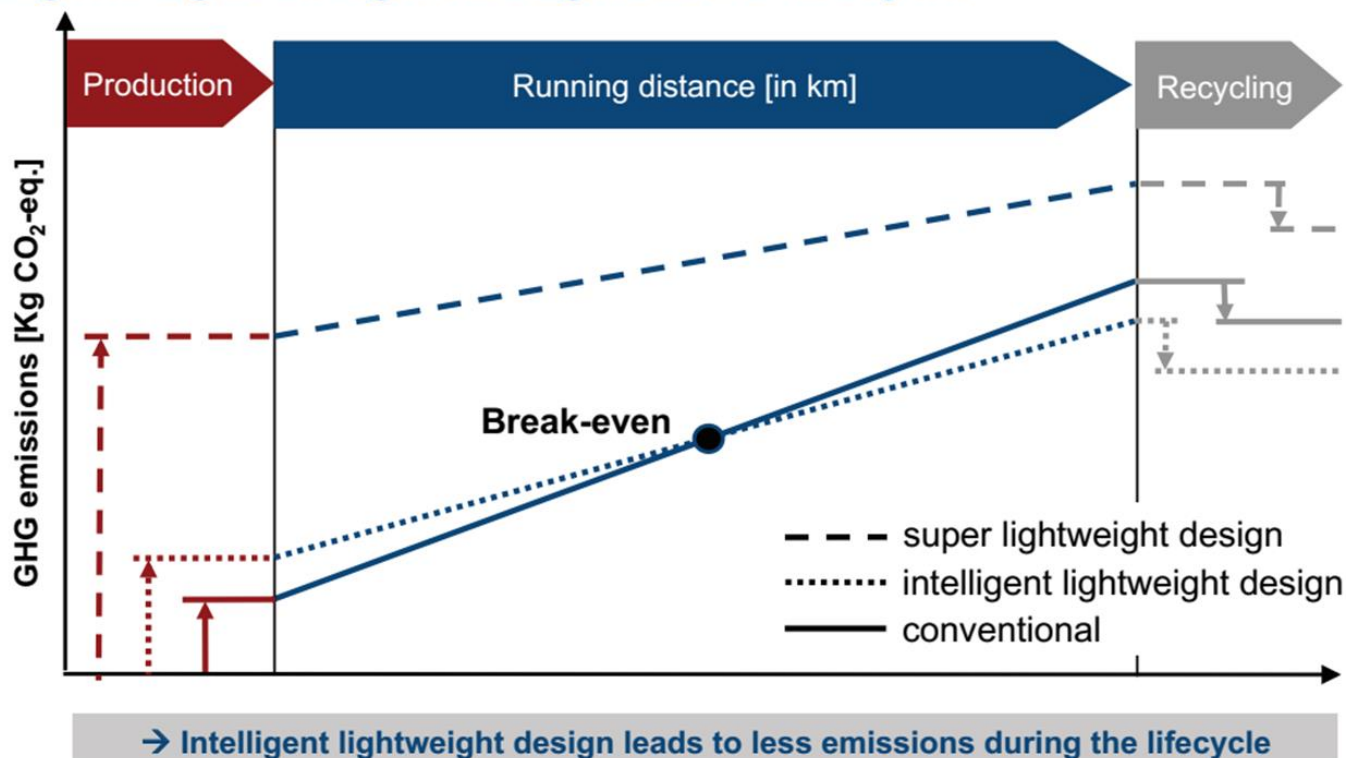 Production
Running distance [in km]
Recycling
GHG emissions [Kg CO₂-eq.]
Break-even
super lightweight design
intelligent lightweight design
conventional
→ Intelligent lightweight design leads to less emissions during the lifecycle